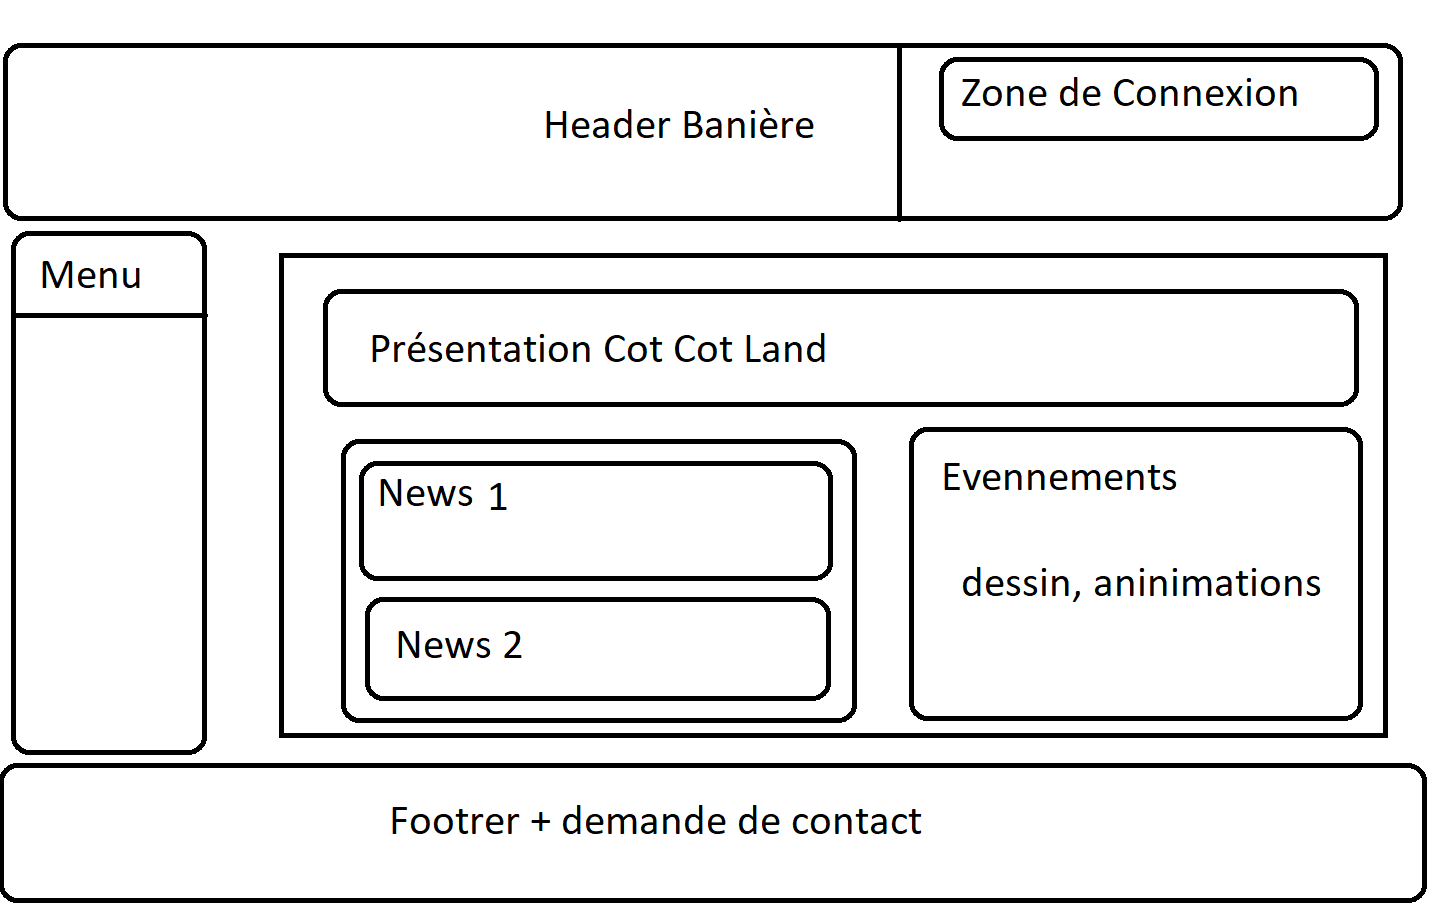 Header Banière
Zone de Connexion
Menu
Présentation Cot Cot Land
News 1
News 2
Evennements
dessin, aninimations
Footrer + demande de contact